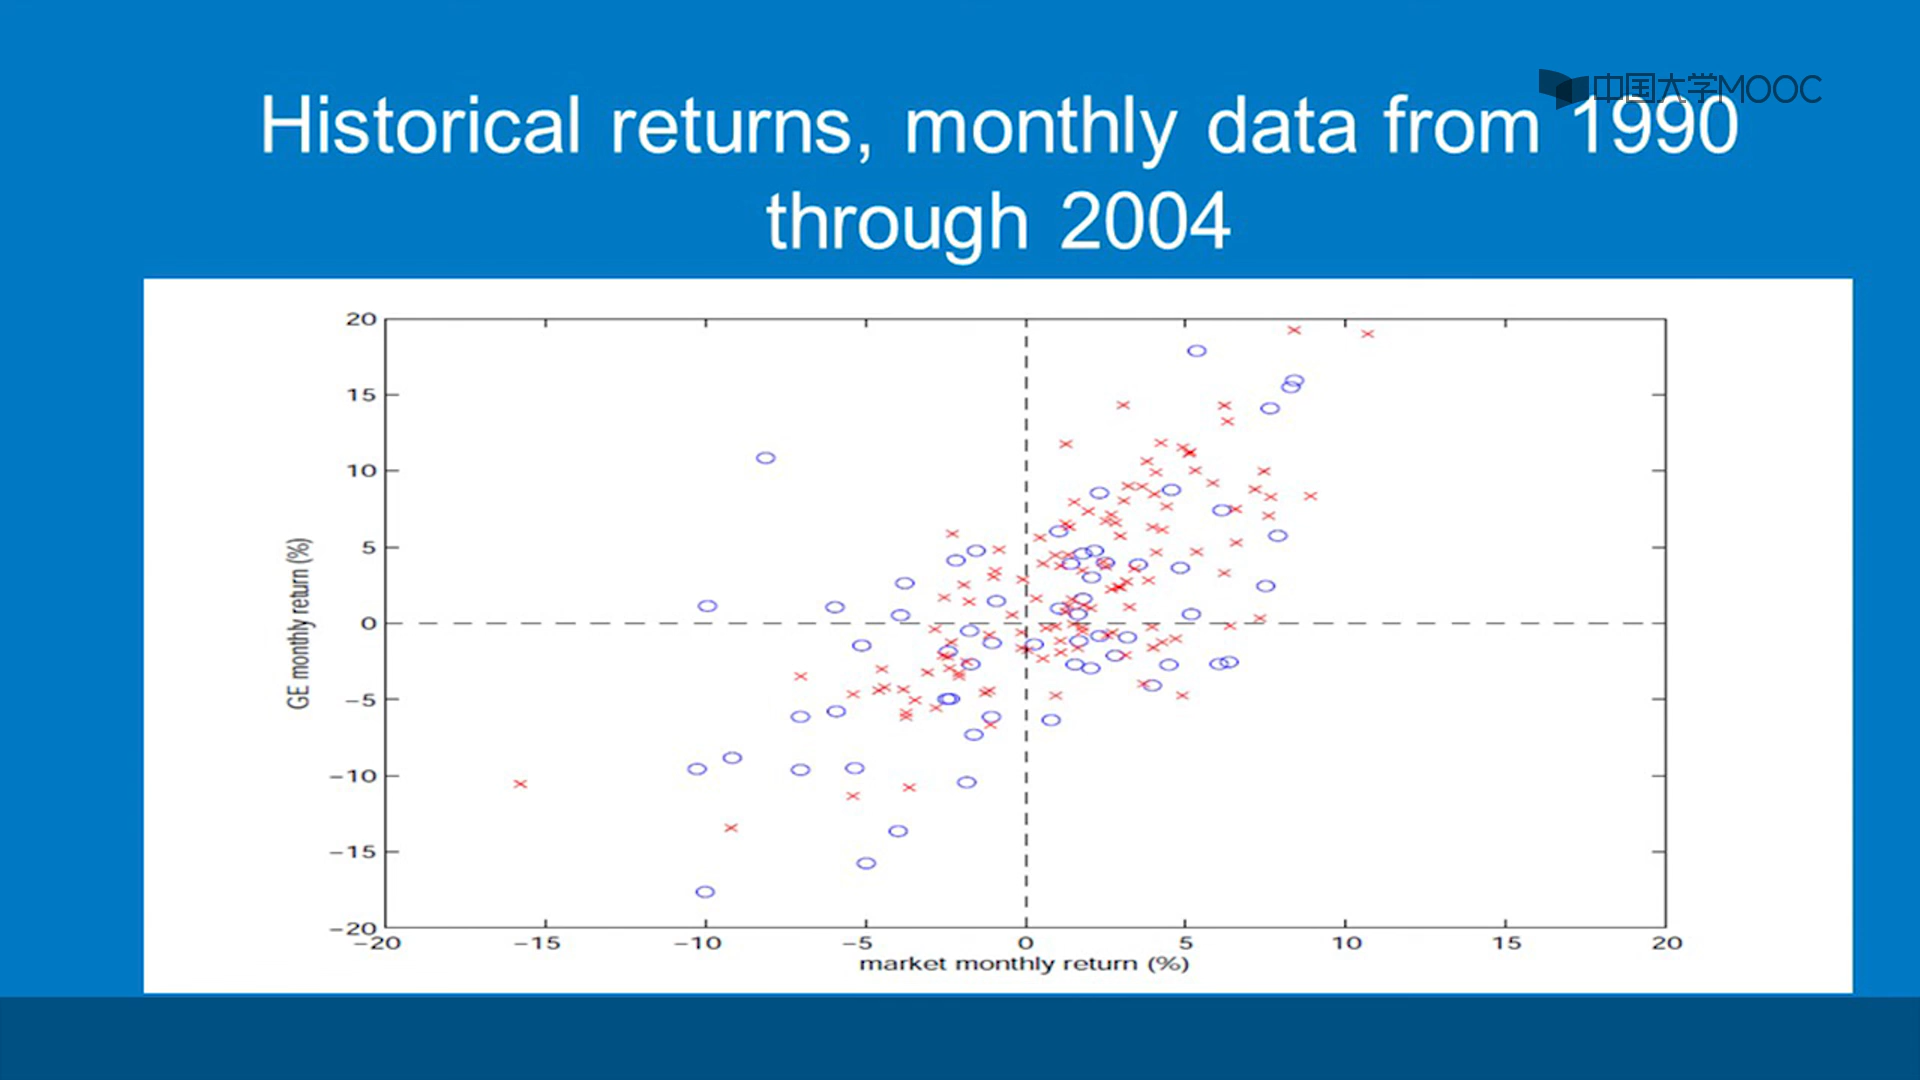 中国大学MOOC
Historical returns, monthly data from 1990
through 2004
20
15
10
5
0
−5
−10
−15
−20
GE monthly return (%)
−20 −15 −10 −5 0 5 10 15 20
market monthly return (%)